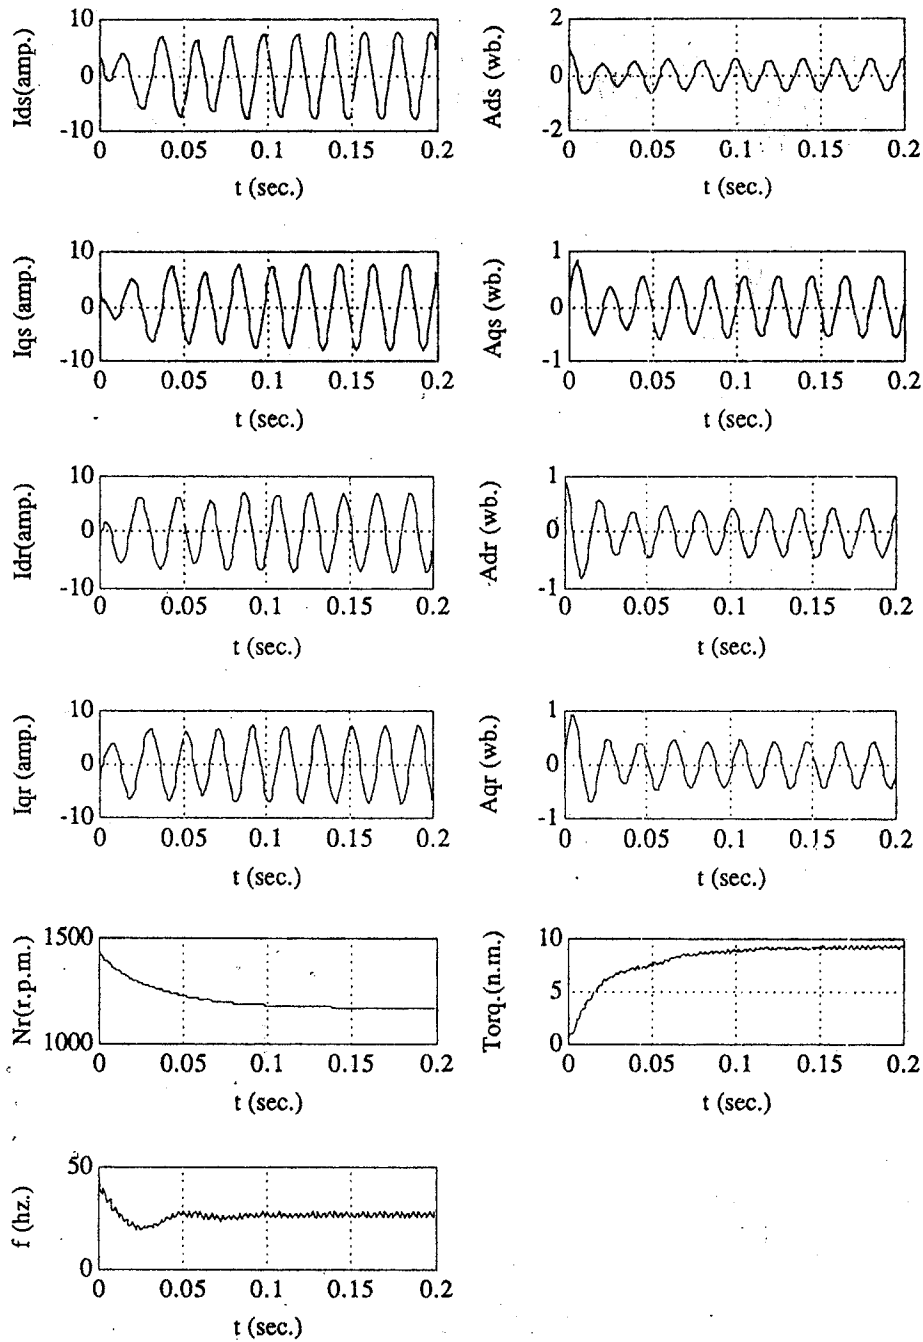 10
0
-10
Ids(amp.)
0 0.05 0.1 0.15 0.2
t (sec.)
2
0
-2
Ads (wb.)
0 0.05 0.1 0.15 0.2
t (sec.)
10
0
-10
Iqs (amp.)
0 0.05 0.1 0.15 0.2
t (sec.)
1
0
-1
Aqs (wb.)
0 0.05 0.1 0.15 0.2
t (sec.)
10
0
-10
Idr(amp.)
0 0.05 0.1 0.15 0.2
t (sec.)
1
0
-1
Adr (wb.)
0 0.05 0.1 0.15 0.2
t (sec.)
10
0
-10
Iqr (amp.)
0 0.05 0.1 0.15 0.2
t (sec.)
1
0
-1
Aqr (wb.)
0 0.05 0.1 0.15 0.2
t (sec.)
1500
1000
Nr(r.p.m.)
0 0.05 0.1 0.15 0.2
t (sec.)
10
5
0
Torq.(n.m.)
0 0.05 0.1 0.15 0.2
t (sec.)
50
0
f (hz.)
0 0.05 0.1 0.15 0.2
t (sec.)